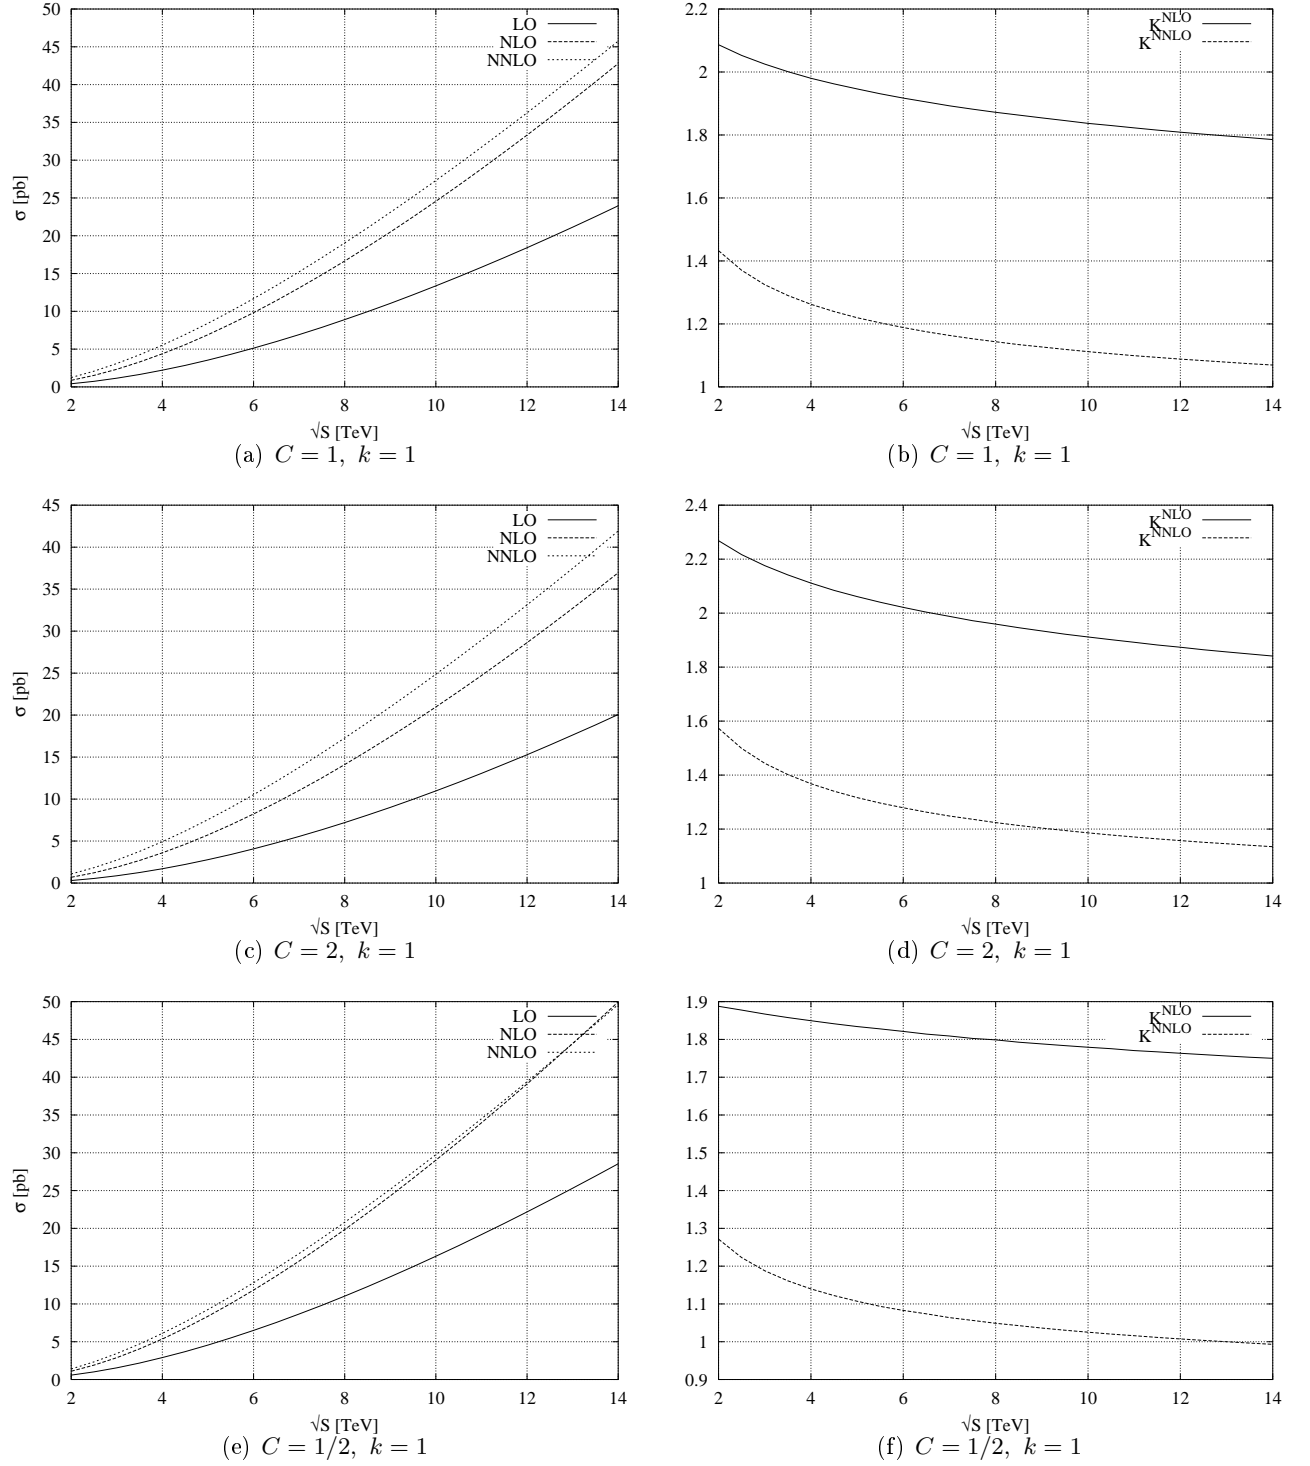 50
45
40
35
30
25
20
15
10
5
0
σ [pb]
LO
NLO
NNLO
2 4 6 8 10 12 14
√S [TeV]
(a) C = 1, k = 1
2.2
2
1.8
1.6
1.4
1.2
1
K^NLO
K^NNLO
2 4 6 8 10 12 14
√S [TeV]
(b) C = 1, k = 1
45
40
35
30
25
20
15
10
5
0
σ [pb]
LO
NLO
NNLO
2 4 6 8 10 12 14
√S [TeV]
(c) C = 2, k = 1
2.4
2.2
2
1.8
1.6
1.4
1.2
1
K^NLO
K^NNLO
2 4 6 8 10 12 14
√S [TeV]
(d) C = 2, k = 1
50
45
40
35
30
25
20
15
10
5
0
σ [pb]
LO
NLO
NNLO
2 4 6 8 10 12 14
√S [TeV]
(e) C = 1/2, k = 1
1.9
1.8
1.7
1.6
1.5
1.4
1.3
1.2
1.1
1
0.9
K^NLO
K^NNLO
2 4 6 8 10 12 14
√S [TeV]
(f) C = 1/2, k = 1